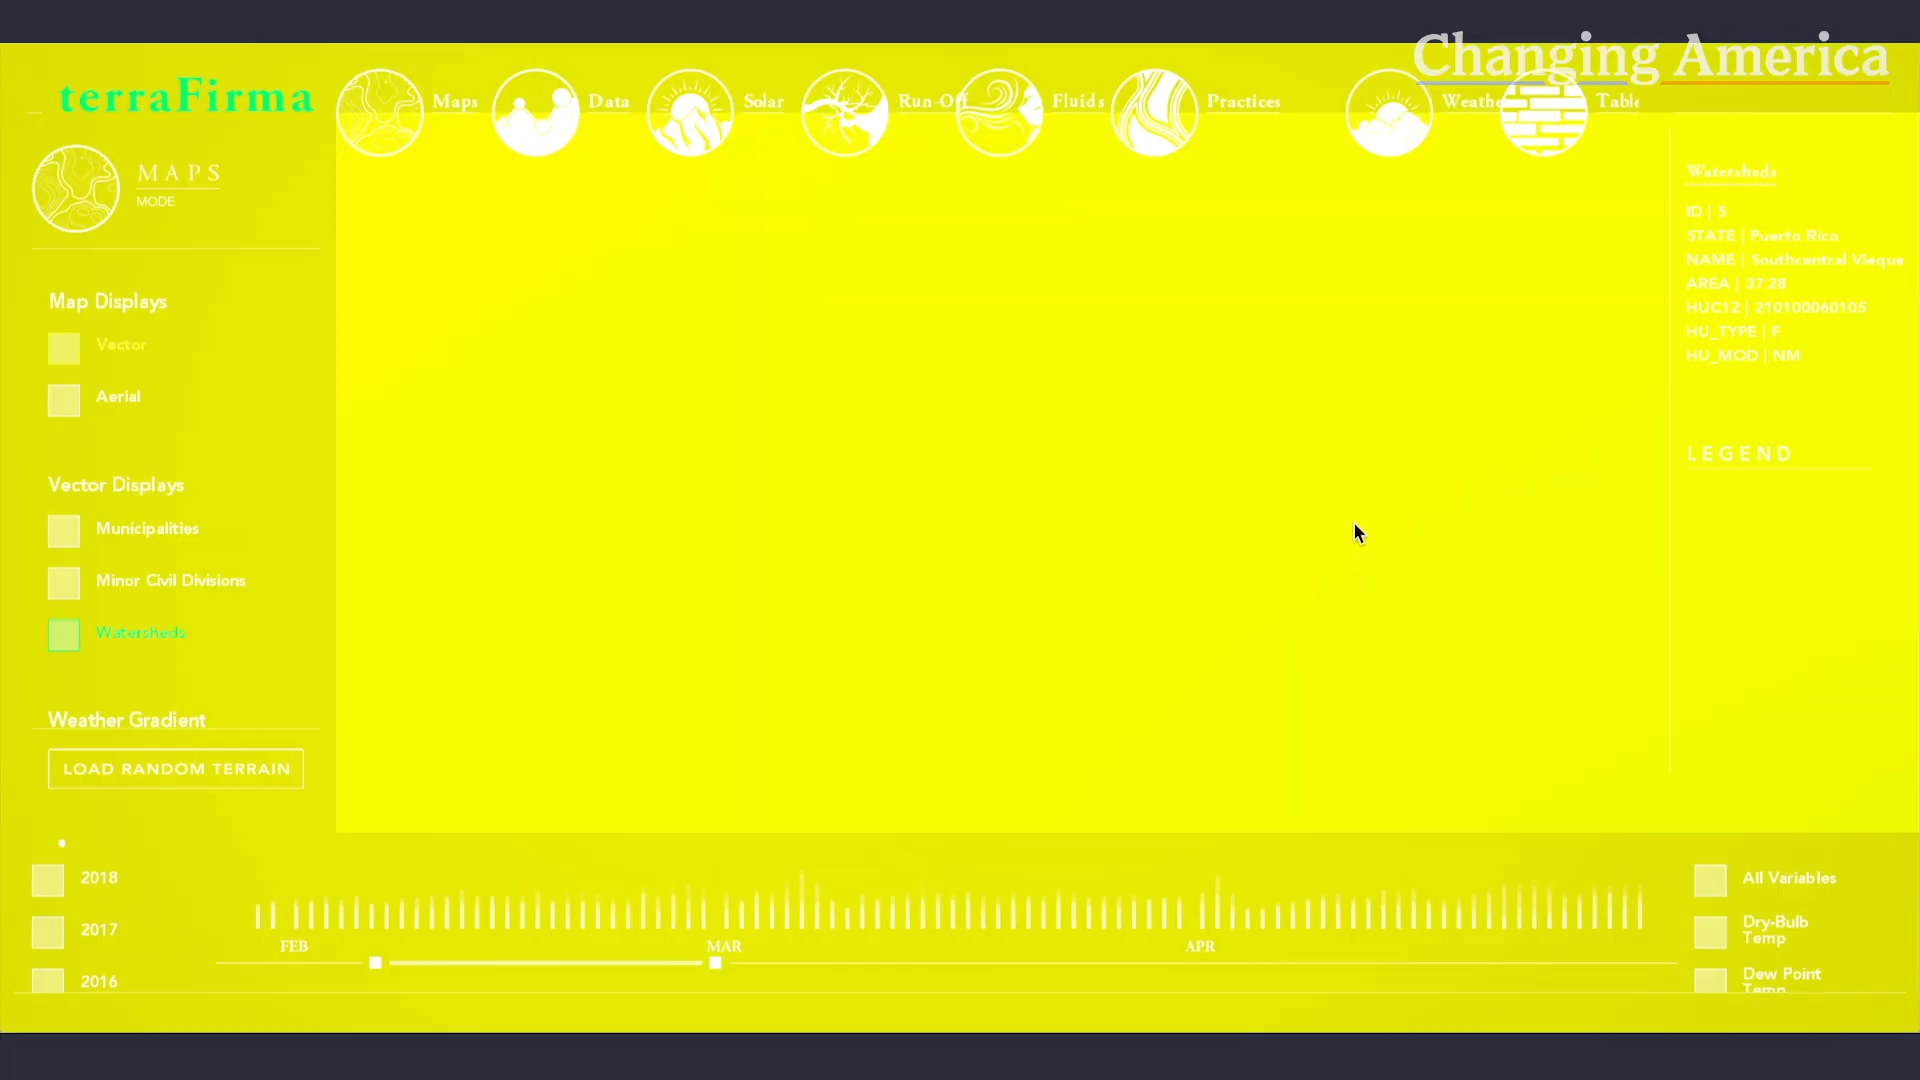 Changing America
terraFirma
Maps
Data
Solar
Run-Off
Fluids
Practices
Weathe
Table
MAPS
MODE
Map Displays
Vector
Aerial
Vector Displays
Municipalities
Minor Civil Divisions
Watersheds
Weather Gradient
LOAD RANDOM TERRAIN
Watersheds
ID | 5
STATE | Puerto Rico
NAME | Southcentral Vieque
AREA | 37.28
HUC12 | 210100060105
HU_TYPE | F
HU_MOD | NM
LEGEND
2018
2017
2016
FEB
MAR
APR
All Variables
Dry-Bulb
Temp
Dew Point
Temp